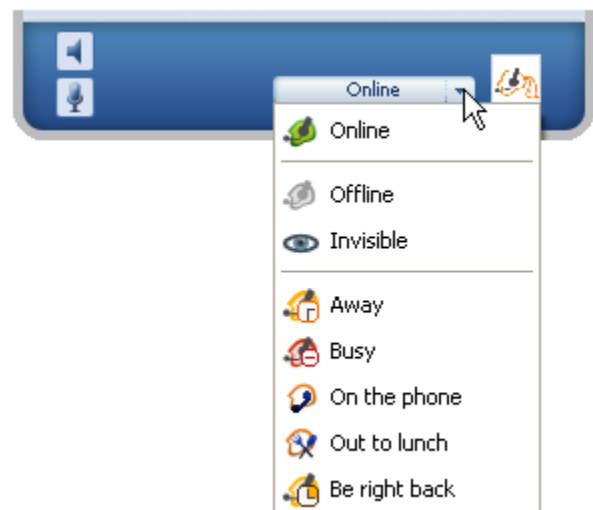 Online
Online
Offline
Invisible
Away
Busy
On the phone
Out to lunch
Be right back